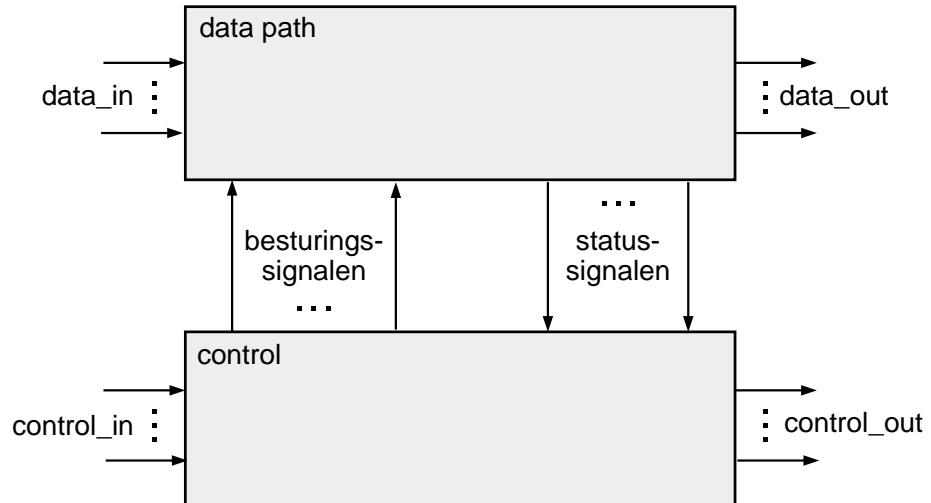 data path
data_in
data_out
besturings-
signalen
status-
signalen
control
control_in
control_out